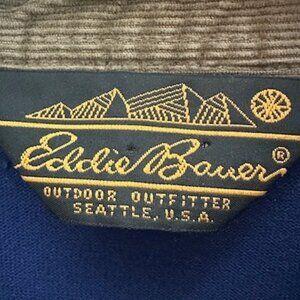 Eddie Bauer®
OUTDOOR OUTFITTER
SEATTLE, U.S.A.